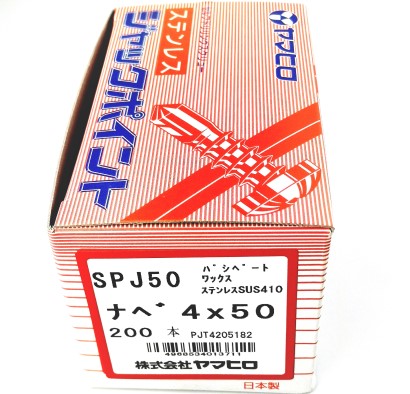 ヤマヒロ
ステンレス
ジャックポイント
SPJ50
パシペート
ワックス
ステンレスSUS410
ナベ 4x50
200 本 PJT4205182
4968534013711
株式会社ヤマヒロ
日本製